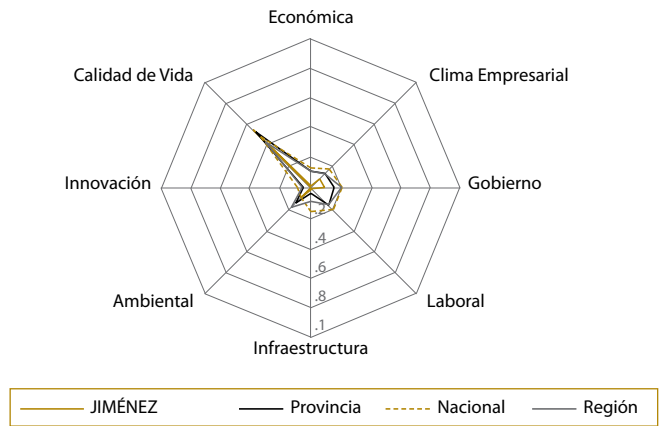 Económica
Calidad de Vida
Clima Empresarial
Innovación
Gobierno
.2
.4
.6
.8
.1
Ambiental
Laboral
Infraestructura
JIMÉNEZ Provincia Nacional Región